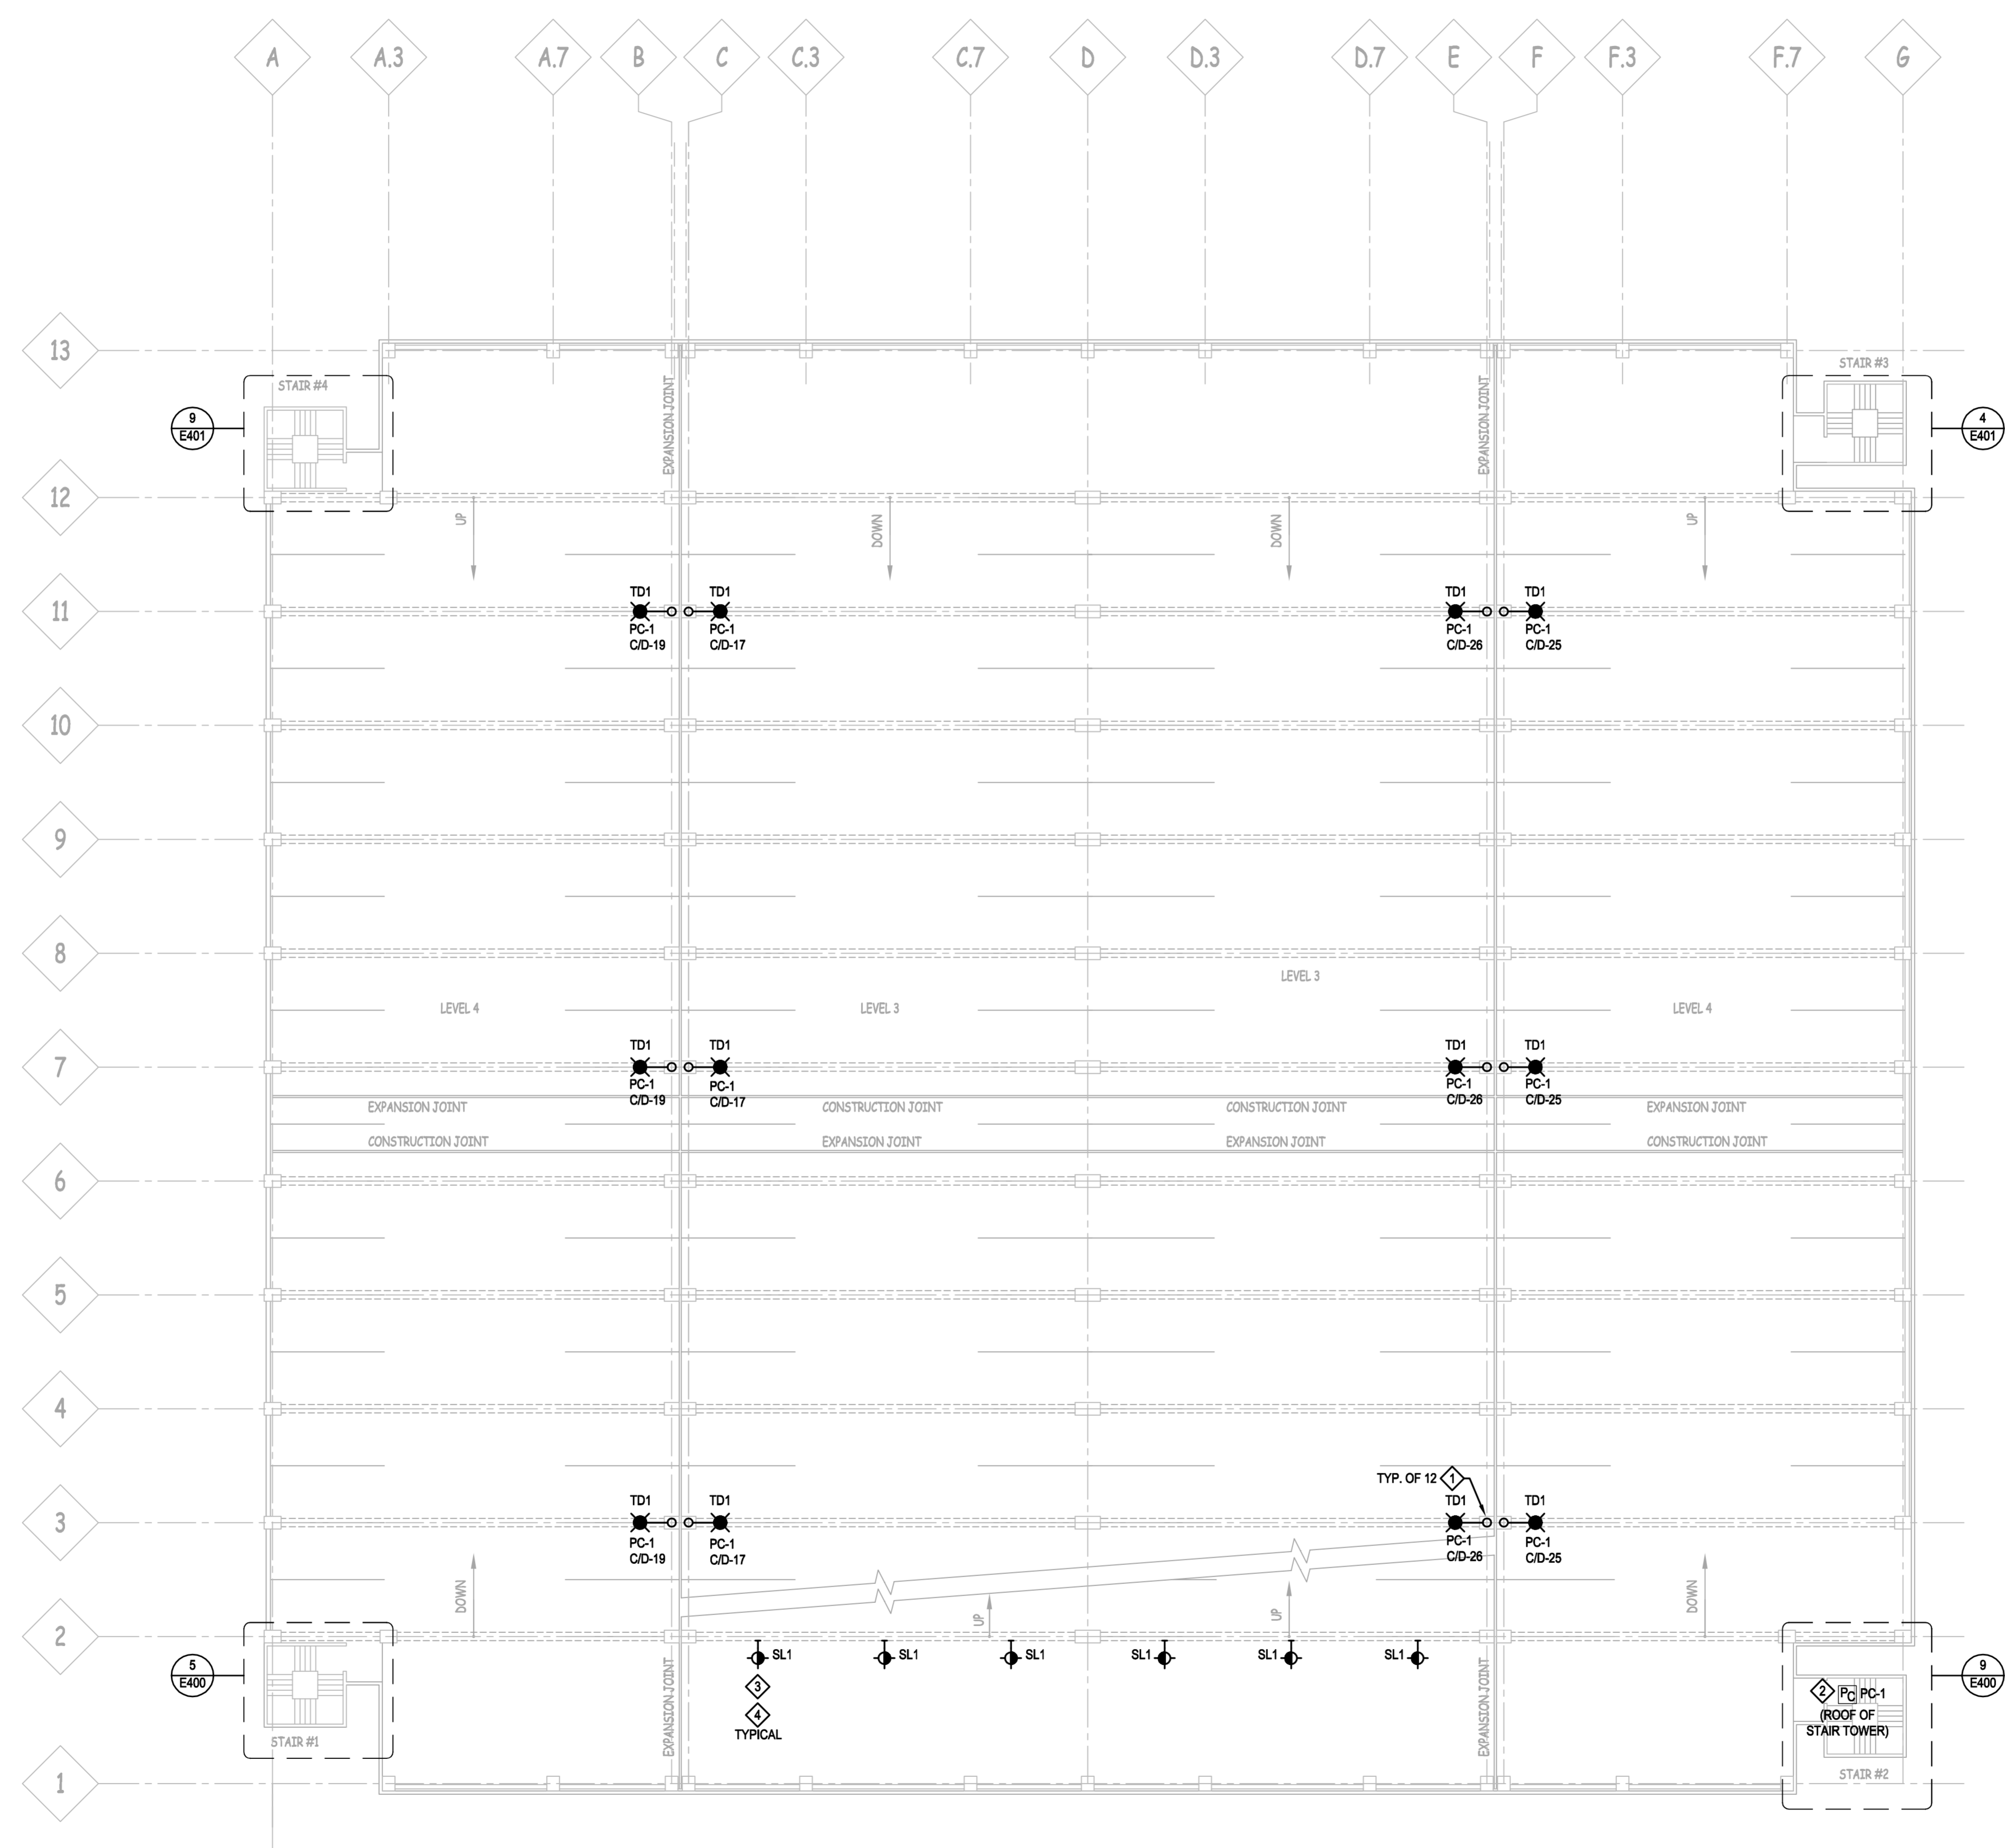 A
A.3
A.7
B
C
C.3
C.7
D
D.3
D.7
E
F
F.3
F.7
G
13
STAIR #4
9
E401
EXPANSION JOINT
EXPANSION JOINT
STAIR #3
4
E401
12
UP
DOWN
DOWN
UP
11
TD1
PC-1
C/D-19
TD1
PC-1
C/D-17
TD1
PC-1
C/D-26
TD1
PC-1
C/D-25
10
9
8
LEVEL 4
LEVEL 3
LEVEL 3
LEVEL 4
7
TD1
PC-1
C/D-19
TD1
PC-1
C/D-17
TD1
PC-1
C/D-26
TD1
PC-1
C/D-25
EXPANSION JOINT
CONSTRUCTION JOINT
CONSTRUCTION JOINT
EXPANSION JOINT
CONSTRUCTION JOINT
EXPANSION JOINT
EXPANSION JOINT
CONSTRUCTION JOINT
6
5
4
TYP. OF 12
1
3
TD1
PC-1
C/D-19
TD1
PC-1
C/D-17
TD1
PC-1
C/D-26
TD1
PC-1
C/D-25
DOWN
UP
UP
DOWN
2
5
E400
STAIR #1
SL1
SL1
SL1
SL1
SL1
SL1
3
4
TYPICAL
EXPANSION JOINT
EXPANSION JOINT
2
PC PC-1
(ROOF OF
STAIR TOWER)
9
E400
STAIR #2
1